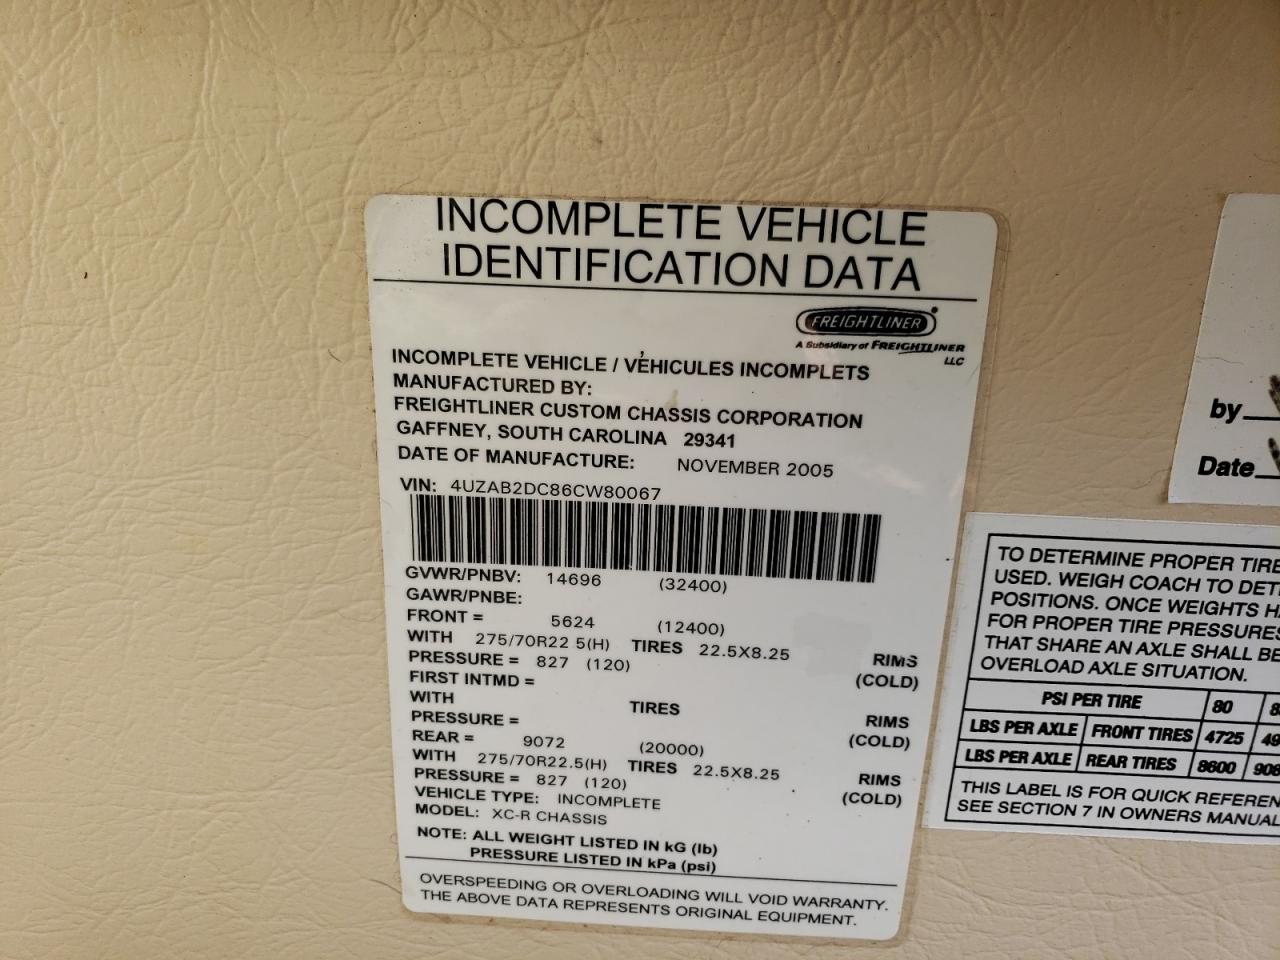 INCOMPLETE VEHICLE
IDENTIFICATION DATA
FREIGHTLINER
A Subsidiary of FREIGHTLINER
LLC
INCOMPLETE VEHICLE / VÉHICULES INCOMPLETS
MANUFACTURED BY:
FREIGHTLINER CUSTOM CHASSIS CORPORATION
GAFFNEY, SOUTH CAROLINA 29341
DATE OF MANUFACTURE: NOVEMBER 2005
VIN: 4UZAB2DC86CW80067
GVWR/PNBV: 14696 (32400)
GAWR/PNBE:
FRONT = 5624 (12400)
WITH 275/70R22 5(H) TIRES 22.5X8.25 RIMS
PRESSURE = 827 (120) (COLD)
FIRST INTMD =
WITH TIRES RIMS
PRESSURE = (COLD)
REAR = 9072 (20000)
WITH 275/70R22.5(H) TIRES 22.5X8.25 RIMS
PRESSURE = 827 (120) (COLD)
VEHICLE TYPE: INCOMPLETE
MODEL: XC-R CHASSIS
NOTE: ALL WEIGHT LISTED IN kG (lb)
PRESSURE LISTED IN kPa (psi)
OVERSPEEDING OR OVERLOADING WILL VOID WARRANTY.
THE ABOVE DATA REPRESENTS ORIGINAL EQUIPMENT.
by
Date
TO DETERMINE PROPER TIRE
USED. WEIGH COACH TO DET
POSITIONS. ONCE WEIGHTS H
FOR PROPER TIRE PRESSURES
THAT SHARE AN AXLE SHALL BE
OVERLOAD AXLE SITUATION.
PSI PER TIRE 80 8
LBS PER AXLE FRONT TIRES 4725 49
LBS PER AXLE REAR TIRES 8600 908
THIS LABEL IS FOR QUICK REFEREN
SEE SECTION 7 IN OWNERS MANUAL